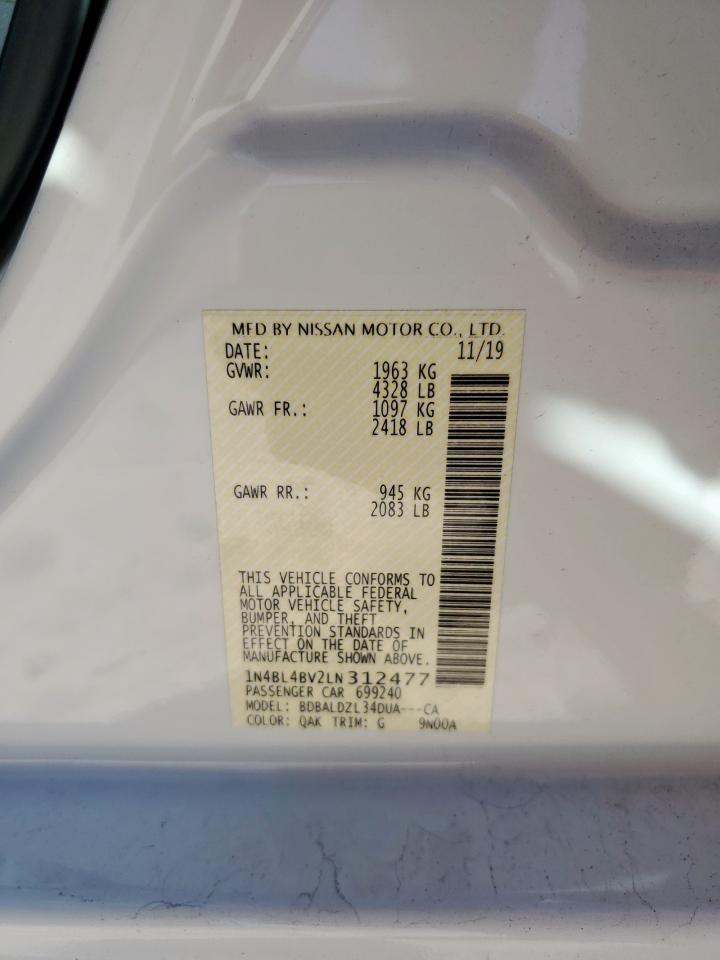 MFD BY NISSAN MOTOR CO., LTD.
DATE: 11/19
GVWR: 1963 KG
4328 LB
GAWR FR.: 1097 KG
2418 LB
GAWR RR.: 945 KG
2083 LB
THIS VEHICLE CONFORMS TO
ALL APPLICABLE FEDERAL
MOTOR VEHICLE SAFETY,
BUMPER, AND THEFT
PREVENTION STANDARDS IN
EFFECT ON THE DATE OF
MANUFACTURE SHOWN ABOVE.
1N4BL4BV2LN312477
PASSENGER CAR 699240
MODEL: BDBALDZL34DUA---CA
COLOR: QAK TRIM: G 9N00A